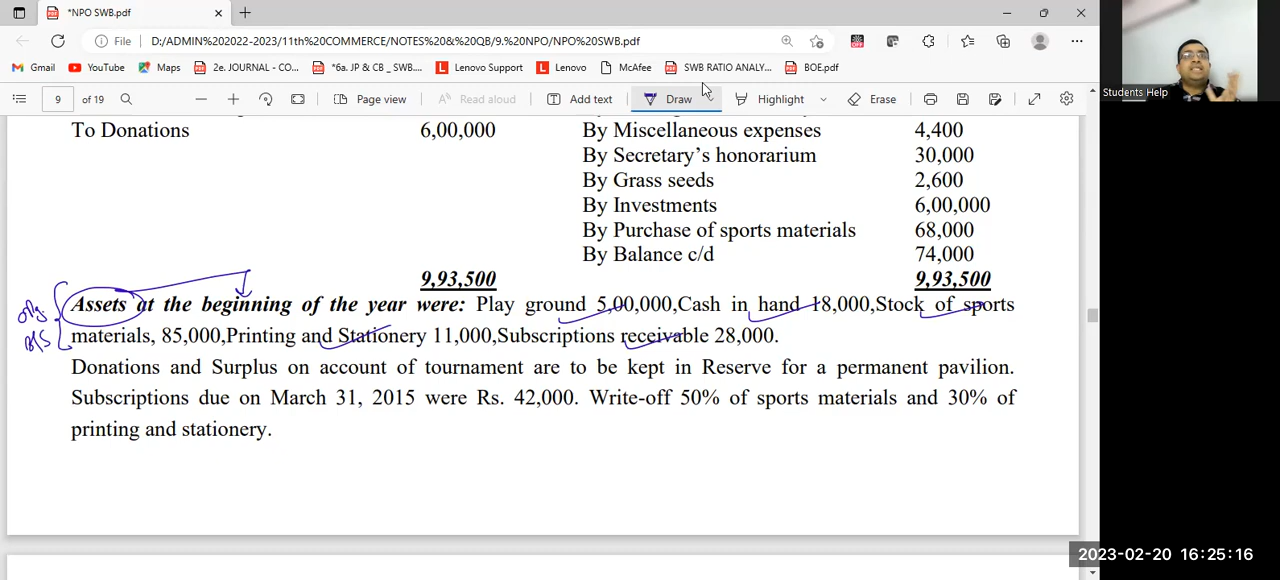 *NPO SWB.pdf
File D:/ADMIN%202022-2023/11th%20COMMERCE/NOTES%20&%20QB/9.%20NPO/NPO%20SWB.pdf
Gmail YouTube Maps 2e. JOURNAL - CO... *6a. JP & CB _ SWB.... Lenovo Support Lenovo McAfee SWB RATIO ANALY... BOE.pdf
9 of 19 Page view Read aloud Add text Draw Highlight Erase
Students Help
To Donations 6,00,000 By Miscellaneous expenses 4,400
By Secretary's honorarium 30,000
By Grass seeds 2,600
By Investments 6,00,000
By Purchase of sports materials 68,000
By Balance c/d 74,000
9,93,500 9,93,500
Assets at the beginning of the year were: Play ground 5,00,000,Cash in hand 18,000,Stock of sports
materials, 85,000,Printing and Stationery 11,000,Subscriptions receivable 28,000.
B/S
Donations and Surplus on account of tournament are to be kept in Reserve for a permanent pavilion.
Subscriptions due on March 31, 2015 were Rs. 42,000. Write-off 50% of sports materials and 30% of
printing and stationery.
2023-02-20 16:25:16